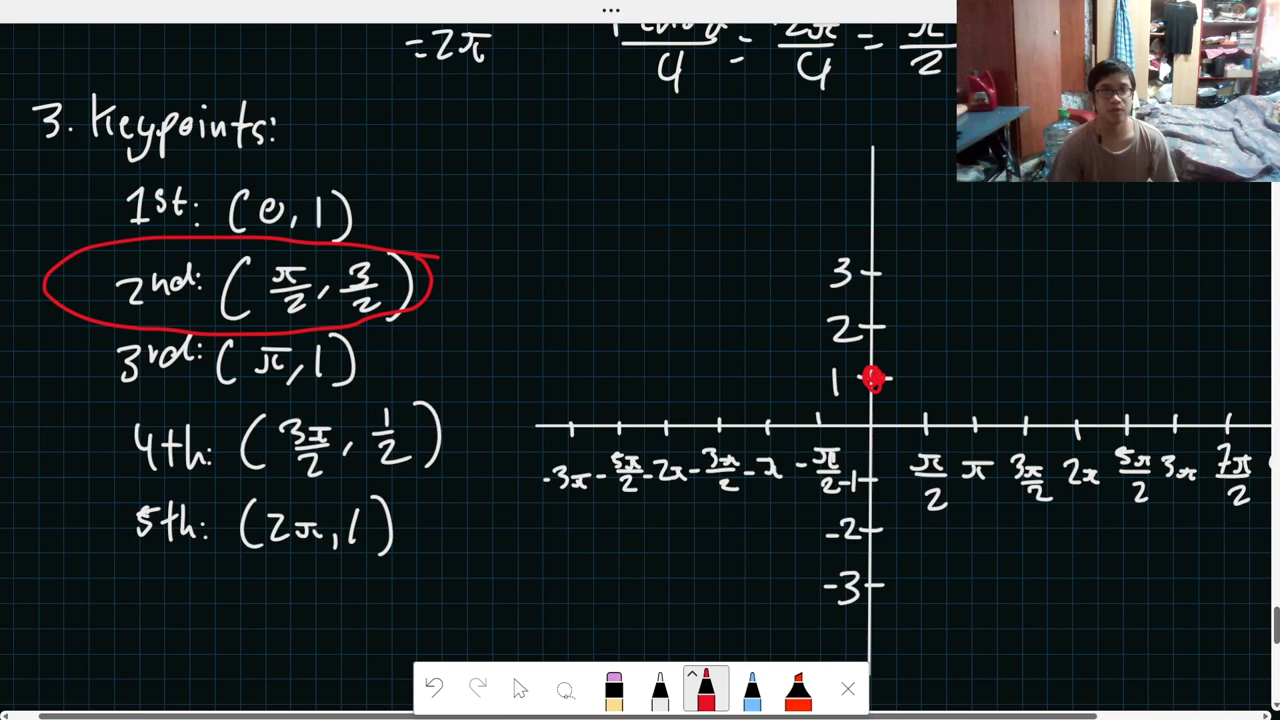 = 2π
/4 = 2π/4 = π/2
3. Keypoints:
1st: (0, 1)
2nd: (π/2, 3/2)
3rd: (π, 1)
4th: (3π/2, 1/2)
5th: (2π, 1)
3
2
1
-3π -5π/2 -2π -3π/2 -π -π/2 π/2 π 3π/2 2π 5π/2 3π 7π/2
-1
-2
-3